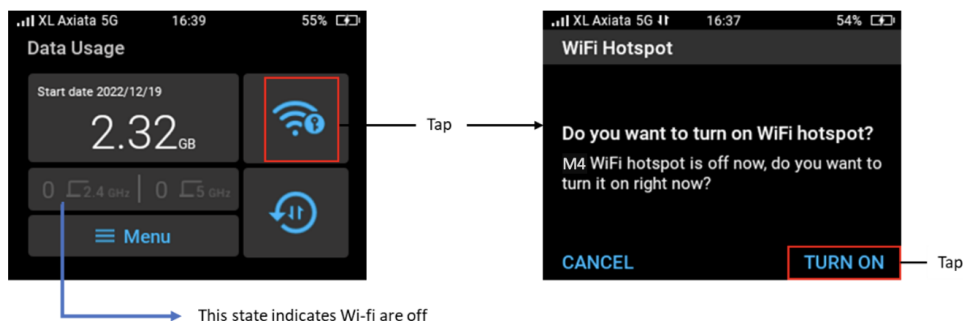 XL Axiata 5G 16:39 55%
Data Usage
Start date 2022/12/19
2.32GB
0 2.4 GHz | 0 5 GHz
Menu
Tap
This state indicates Wi-fi are off
XL Axiata 5G 16:37 54%
WiFi Hotspot
Do you want to turn on WiFi hotspot?
M4 WiFi hotspot is off now, do you want to
turn it on right now?
CANCEL TURN ON
Tap